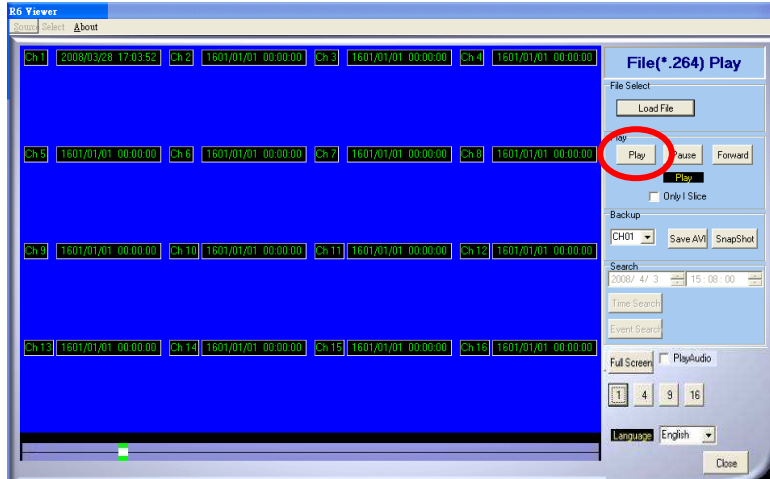 R6 Viewer
Source Select About
Ch 1 2008/03/28 17:03:52 Ch 2 1601/01/01 00:00:00 Ch 3 1601/01/01 00:00:00 Ch 4 1601/01/01 00:00:00
Ch 5 1601/01/01 00:00:00 Ch 6 1601/01/01 00:00:00 Ch 7 1601/01/01 00:00:00 Ch 8 1601/01/01 00:00:00
Ch 9 1601/01/01 00:00:00 Ch 10 1601/01/01 00:00:00 Ch 11 1601/01/01 00:00:00 Ch 12 1601/01/01 00:00:00
Ch 13 1601/01/01 00:00:00 Ch 14 1601/01/01 00:00:00 Ch 15 1601/01/01 00:00:00 Ch 16 1601/01/01 00:00:00
File(*.264) Play
File Select
Load File
Play
Play Pause Forward
Play
Only I Slice
Backup
CH01 Save AVI SnapShot
Search
2008/ 4/ 3 15:08:00
Time Search
Event Search
Full Screen PlayAudio
1 4 9 16
Language English
Close